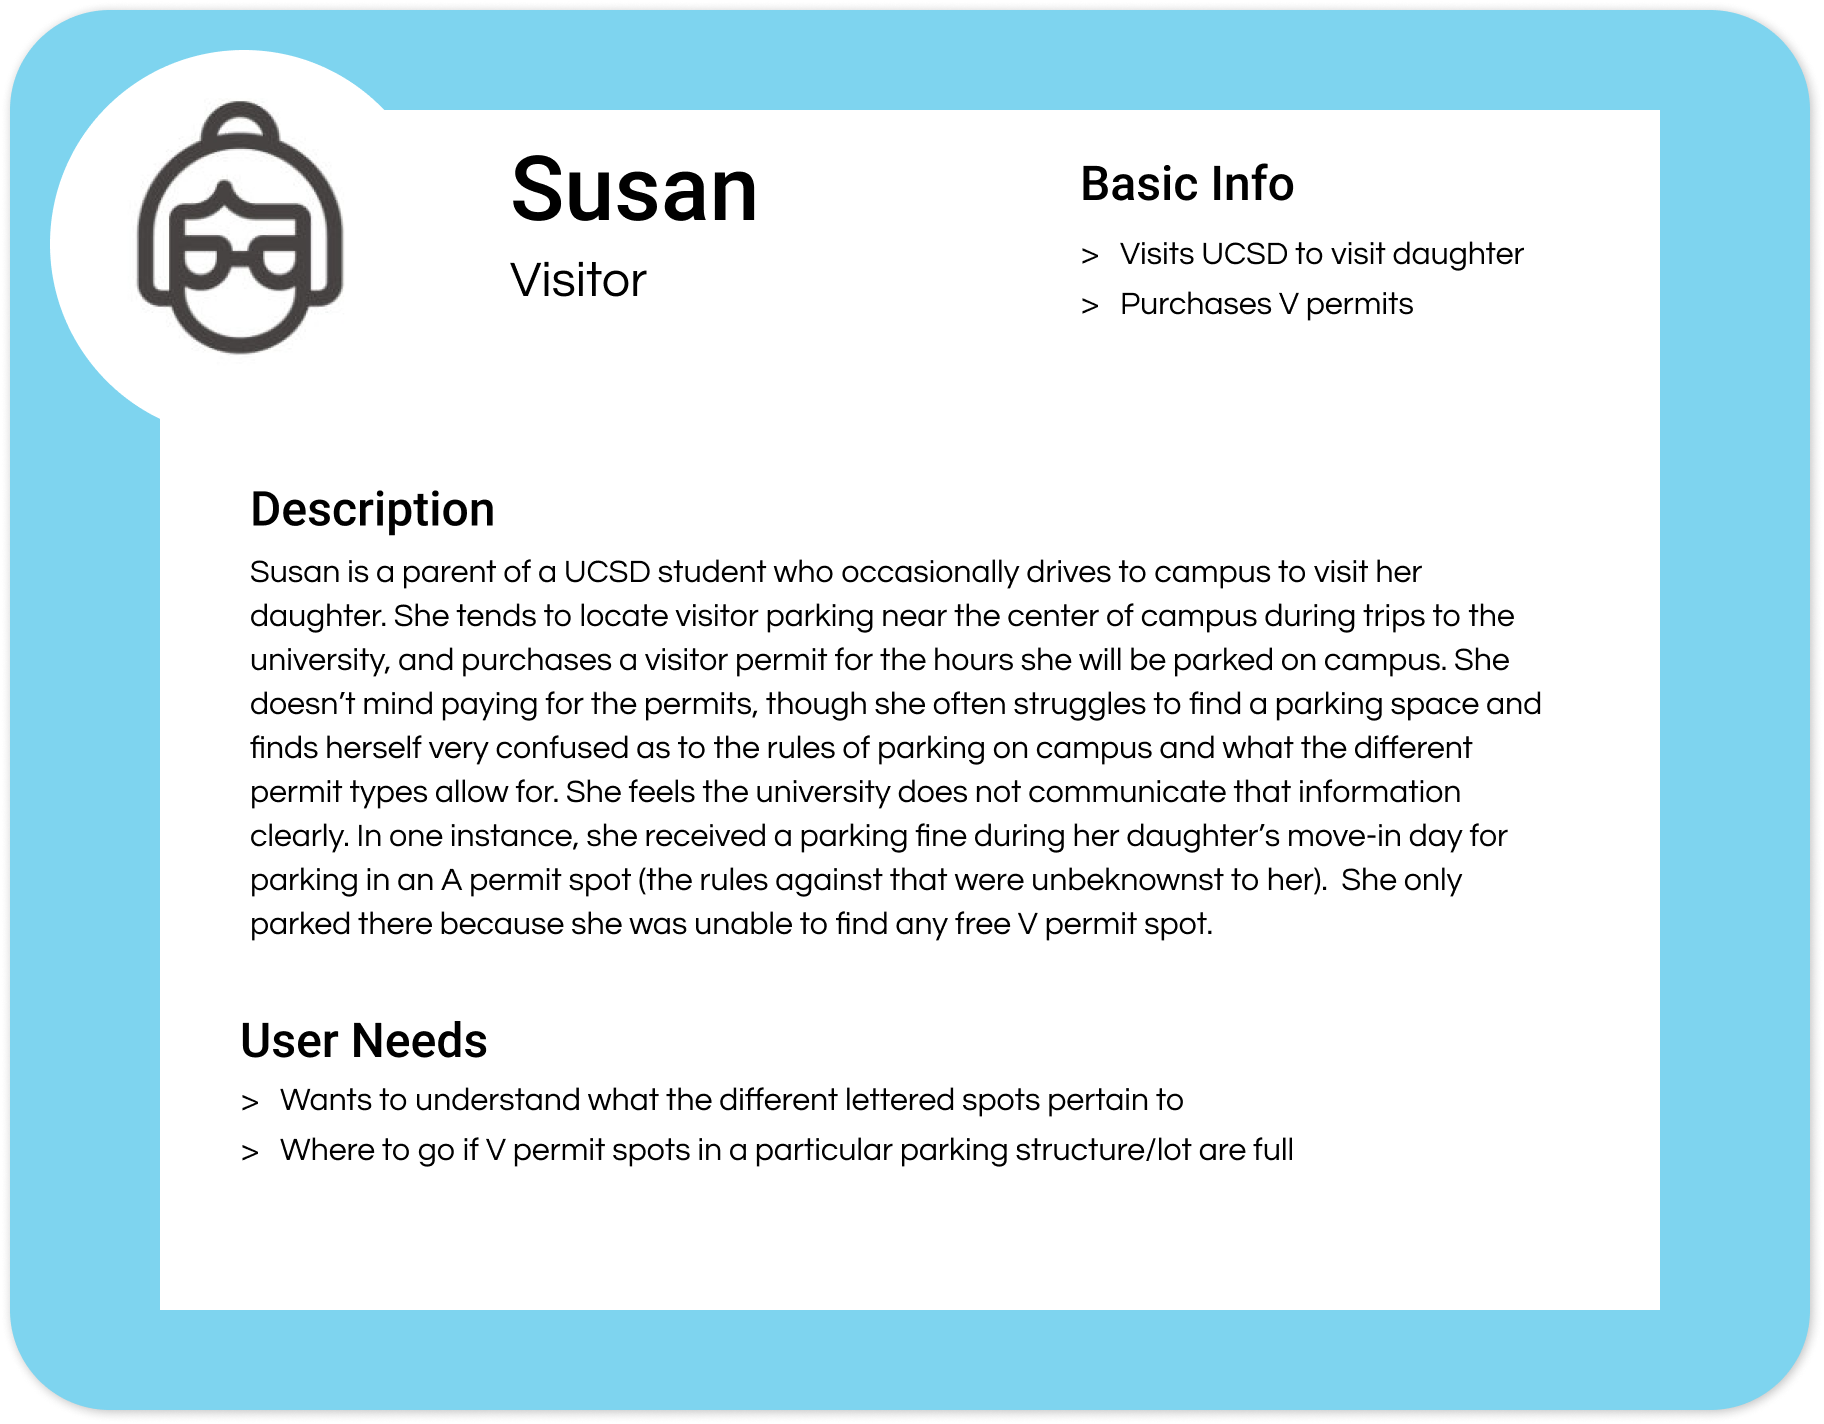 Susan
Visitor
Basic Info
> Visits UCSD to visit daughter
> Purchases V permits
Description
Susan is a parent of a UCSD student who occasionally drives to campus to visit her
daughter. She tends to locate visitor parking near the center of campus during trips to the
university, and purchases a visitor permit for the hours she will be parked on campus. She
doesn’t mind paying for the permits, though she often struggles to find a parking space and
finds herself very confused as to the rules of parking on campus and what the different
permit types allow for. She feels the university does not communicate that information
clearly. In one instance, she received a parking fine during her daughter’s move-in day for
parking in an A permit spot (the rules against that were unbeknownst to her).  She only
parked there because she was unable to find any free V permit spot.
User Needs
> Wants to understand what the different lettered spots pertain to
> Where to go if V permit spots in a particular parking structure/lot are full